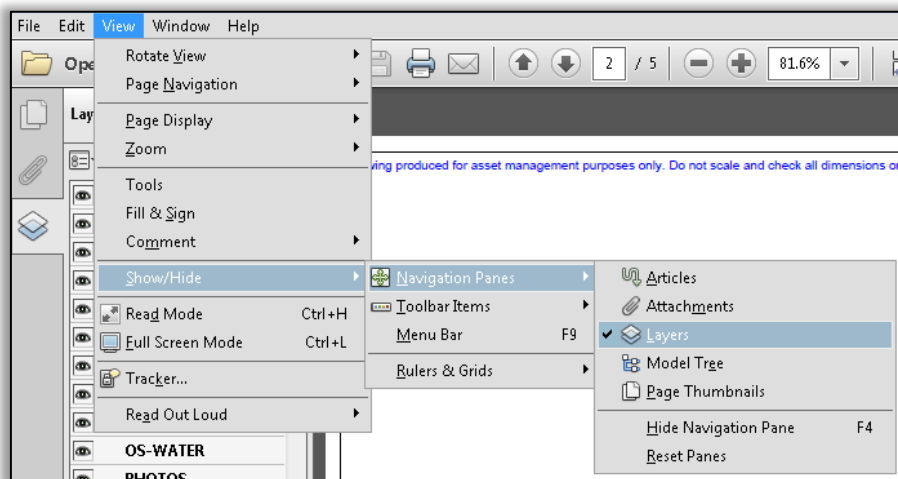 File Edit View Window Help
Ope
2 / 5
81.6%
Lay
ving produced for asset management purposes only. Do not scale and check all dimensions o
Rotate View
Page Navigation
Page Display
Zoom
Tools
Fill & Sign
Comment
Show/Hide
Read Mode Ctrl+H
Full Screen Mode Ctrl+L
Tracker...
Read Out Loud
Navigation Panes
Toolbar Items
Menu Bar F9
Rulers & Grids
Articles
Attachments
Layers
Model Tree
Page Thumbnails
Hide Navigation Pane F4
Reset Panes
OS-WATER
PHOTOS